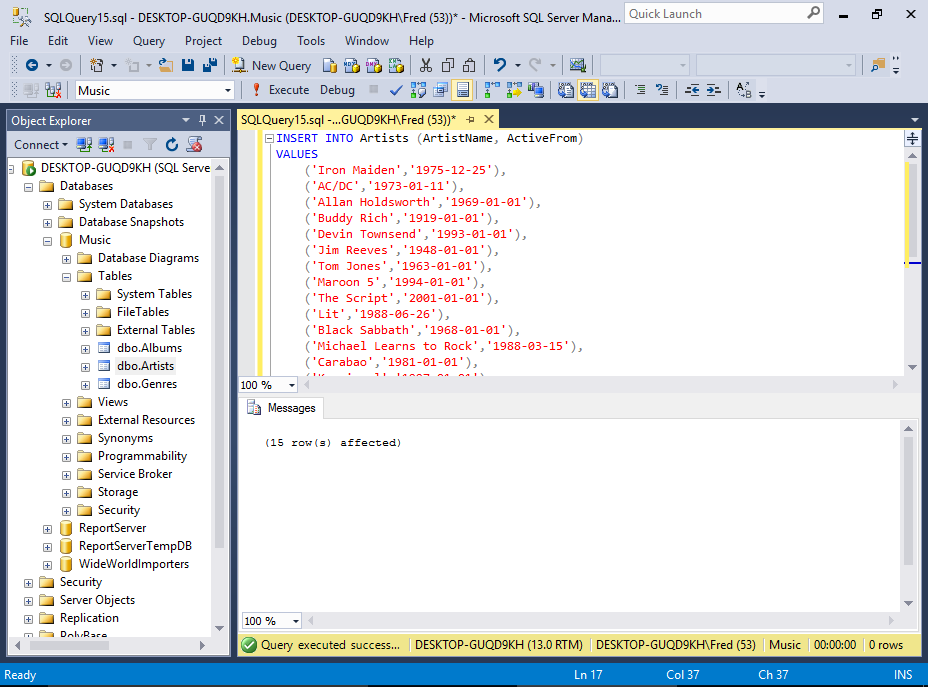 SQLQuery15.sql - DESKTOP-GUQD9KH.Music (DESKTOP-GUQD9KH\Fred (53))* - Microsoft SQL Server Mana...
Quick Launch
File Edit View Query Project Debug Tools Window Help
New Query
Music Execute Debug
Object Explorer
Connect
DESKTOP-GUQD9KH (SQL Serve
Databases
System Databases
Database Snapshots
Music
Database Diagrams
Tables
System Tables
FileTables
External Tables
dbo.Albums
dbo.Artists
dbo.Genres
Views
External Resources
Synonyms
Programmability
Service Broker
Storage
Security
ReportServer
ReportServerTempDB
WideWorldImporters
Security
Server Objects
Replication
PolyBase
SQLQuery15.sql -...GUQD9KH\Fred (53))*
INSERT INTO Artists (ArtistName, ActiveFrom)
VALUES
('Iron Maiden','1975-12-25'),
('AC/DC','1973-01-11'),
('Allan Holdsworth','1969-01-01'),
('Buddy Rich','1919-01-01'),
('Devin Townsend','1993-01-01'),
('Jim Reeves','1948-01-01'),
('Tom Jones','1963-01-01'),
('Maroon 5','1994-01-01'),
('The Script','2001-01-01'),
('Lit','1988-06-26'),
('Black Sabbath','1968-01-01'),
('Michael Learns to Rock','1988-03-15'),
('Carabao','1981-01-01'),
100 %
Messages
(15 row(s) affected)
100 %
Query executed success... DESKTOP-GUQD9KH (13.0 RTM) DESKTOP-GUQD9KH\Fred (53) Music 00:00:00 0 rows
Ready Ln 17 Col 37 Ch 37 INS